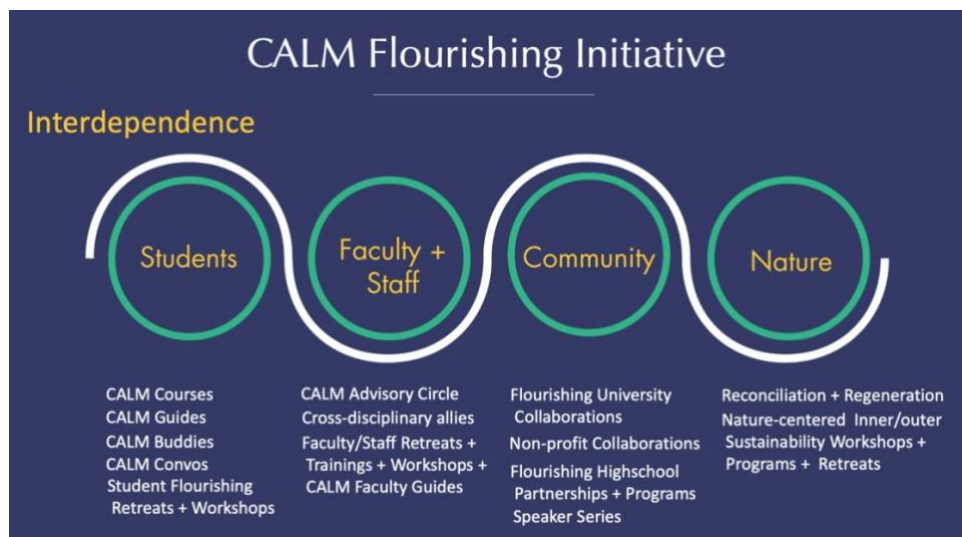 CALM Flourishing Initiative
Interdependence
Students
Faculty +
Staff
Community
Nature
CALM Courses
CALM Guides
CALM Buddies
CALM Convos
Student Flourishing
Retreats + Workshops
CALM Advisory Circle
Cross-disciplinary allies
Faculty/Staff Retreats +
Trainings + Workshops +
CALM Faculty Guides
Flourishing University
Collaborations
Non-profit Collaborations
Flourishing Highschool
Partnerships + Programs
Speaker Series
Reconciliation + Regeneration
Nature-centered Inner/outer
Sustainability Workshops +
Programs + Retreats